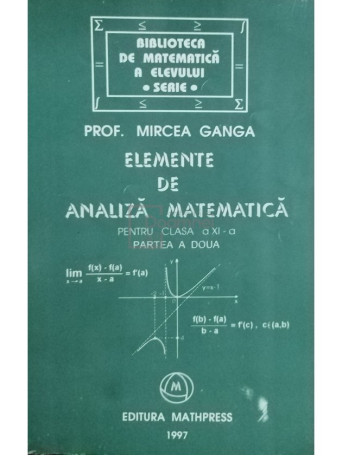 ∫ ≤ ≥ Σ
BIBLIOTECA
DE MATEMATICĂ
A ELEVULUI
• SERIE •
∫ ≤ ≥ Σ
PROF. MIRCEA GANGA
ELEMENTE
DE
ANALIZĂ MATEMATICĂ
PENTRU CLASA a XI-a
PARTEA A DOUA
lim x→a f(x) - f(a) / x - a = f'(a)
y
x
f(b) - f(a) / b - a = f'(c) , c∈(a,b)
M
EDITURA MATHPRESS
1997